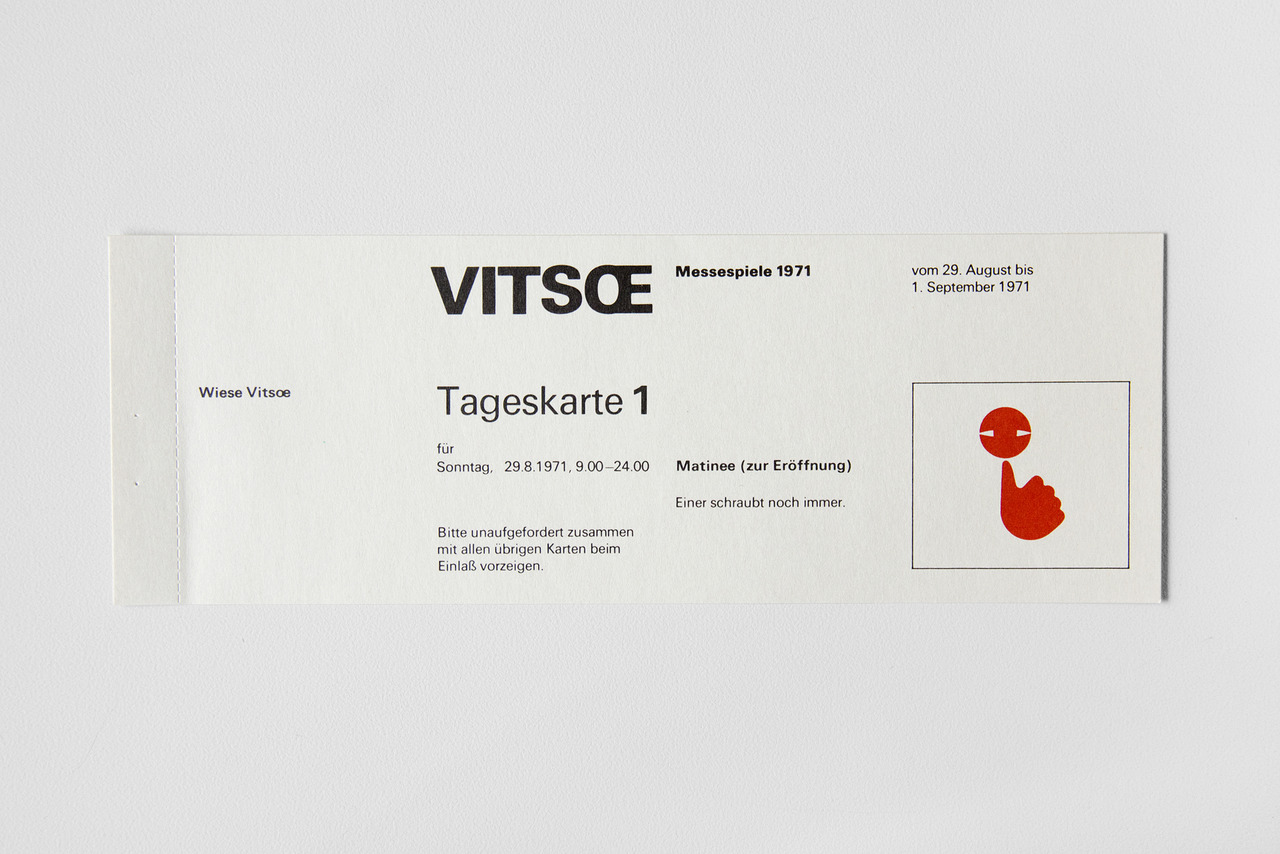 VITSŒ
Messespiele 1971
vom 29. August bis
1. September 1971
Wiese Vitsœ
Tageskarte 1
für
Sonntag, 29.8.1971, 9.00–24.00
Matinee (zur Eröffnung)
Einer schraubt noch immer.
Bitte unaufgefordert zusammen
mit allen übrigen Karten beim
Einlaß vorzeigen.